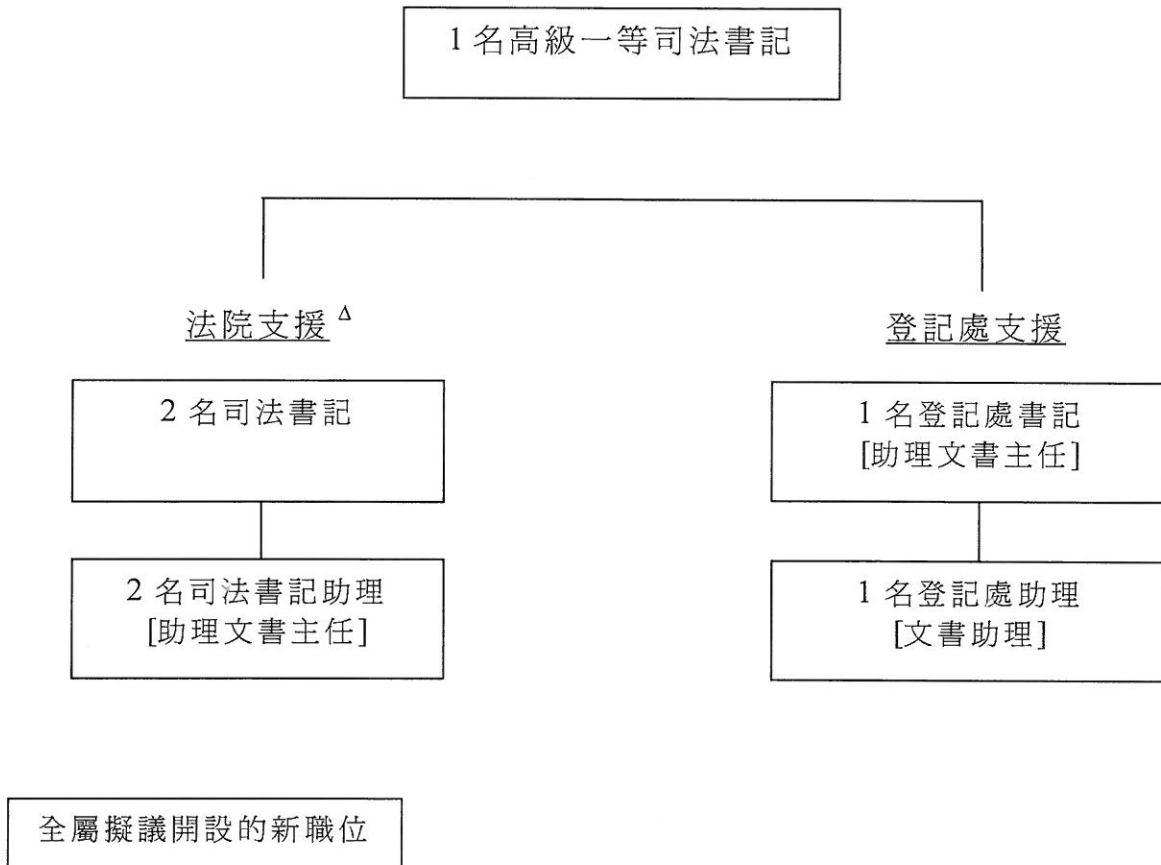 1 名高級一等司法書記
法院支援 Δ
2 名司法書記
2 名司法書記助理
[助理文書主任]
登記處支援
1 名登記處書記
[助理文書主任]
1 名登記處助理
[文書助理]
全屬擬議開設的新職位